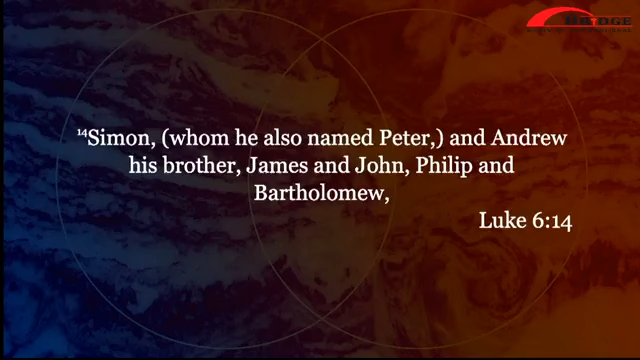 BRIDGE
¹⁴Simon, (whom he also named Peter,) and Andrew
his brother, James and John, Philip and
Bartholomew,
Luke 6:14